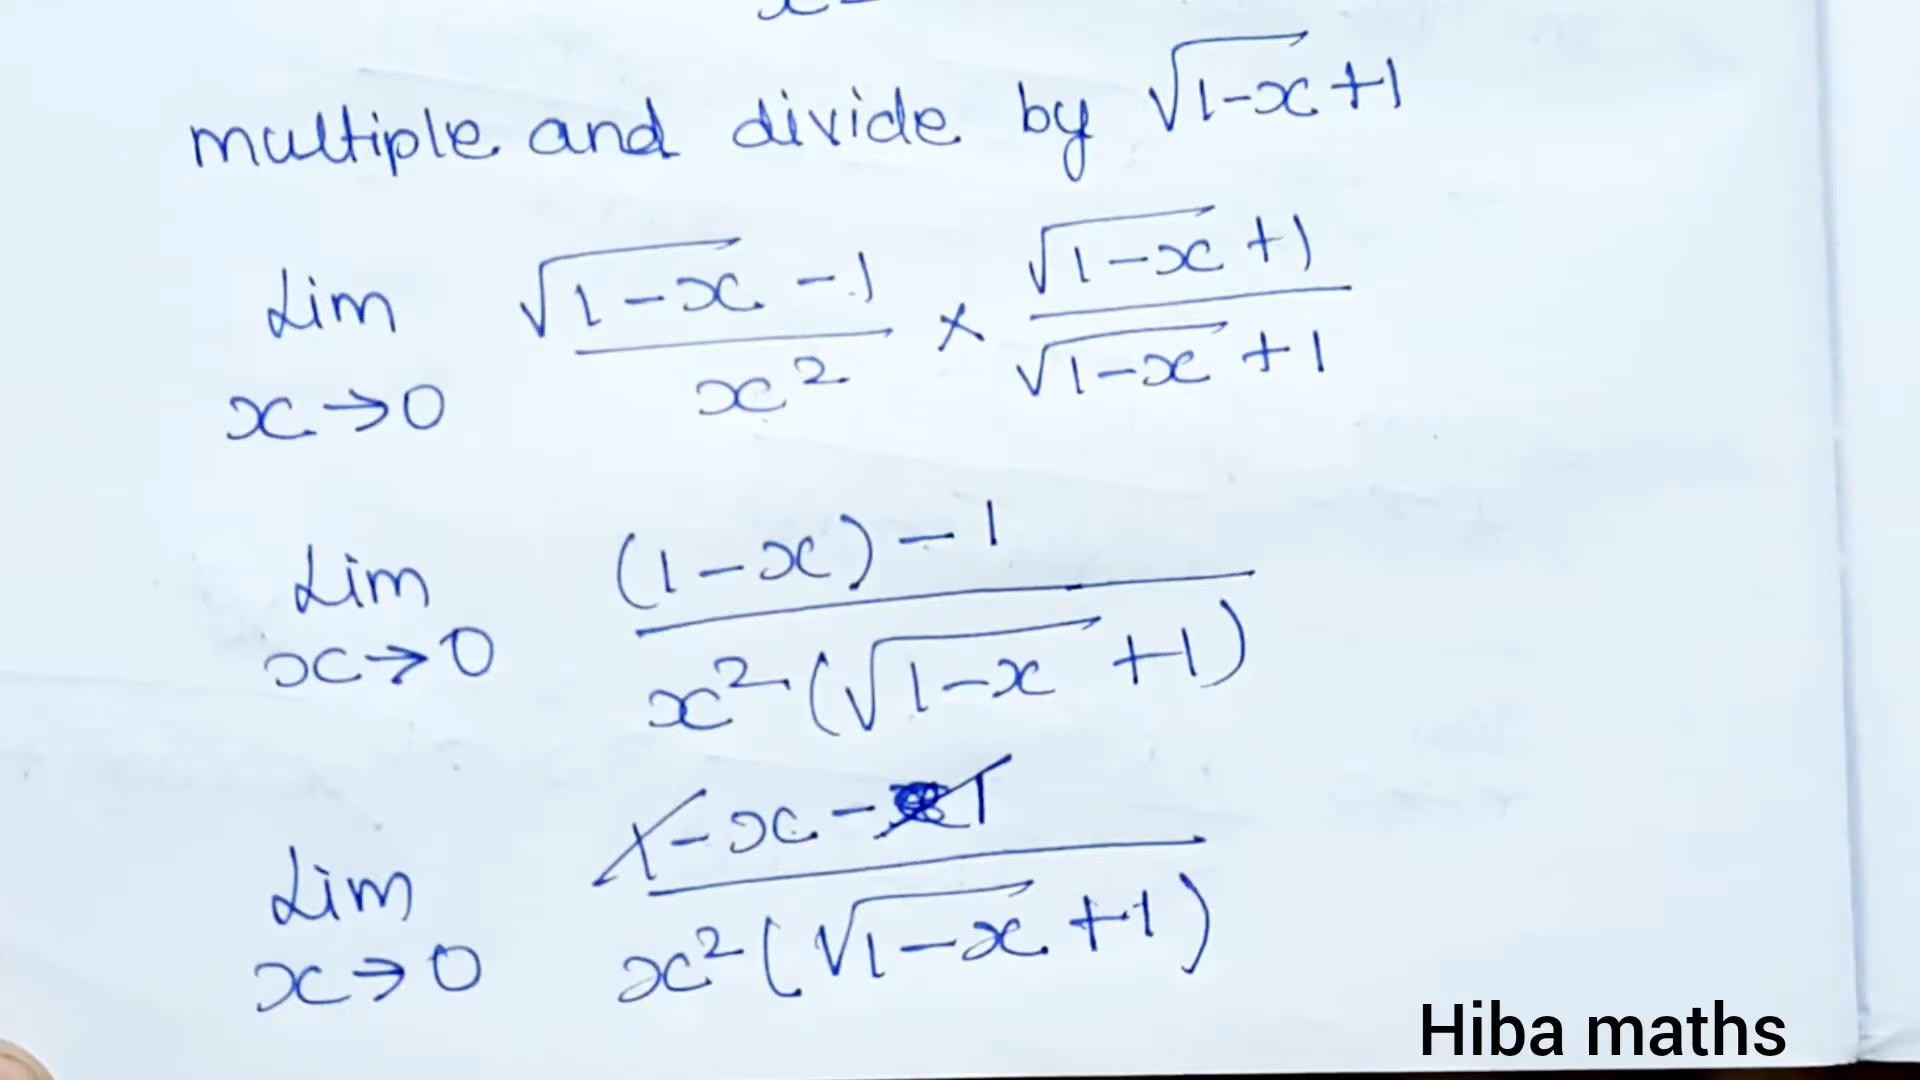 multiple and divide by √1-x +1
Lim x→0 √1-x -1 / x² × √1-x +1 / √1-x +1
Lim x→0 (1-x) -1 / x² (√1-x +1)
Lim x→0 1-x-1 / x² (√1-x +1)
Hiba maths